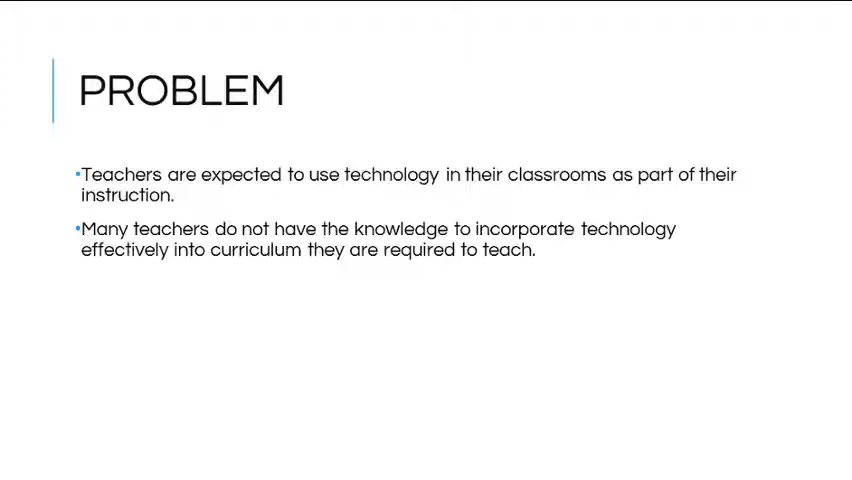 PROBLEM
•Teachers are expected to use technology in their classrooms as part of their
instruction.
•Many teachers do not have the knowledge to incorporate technology
effectively into curriculum they are required to teach.